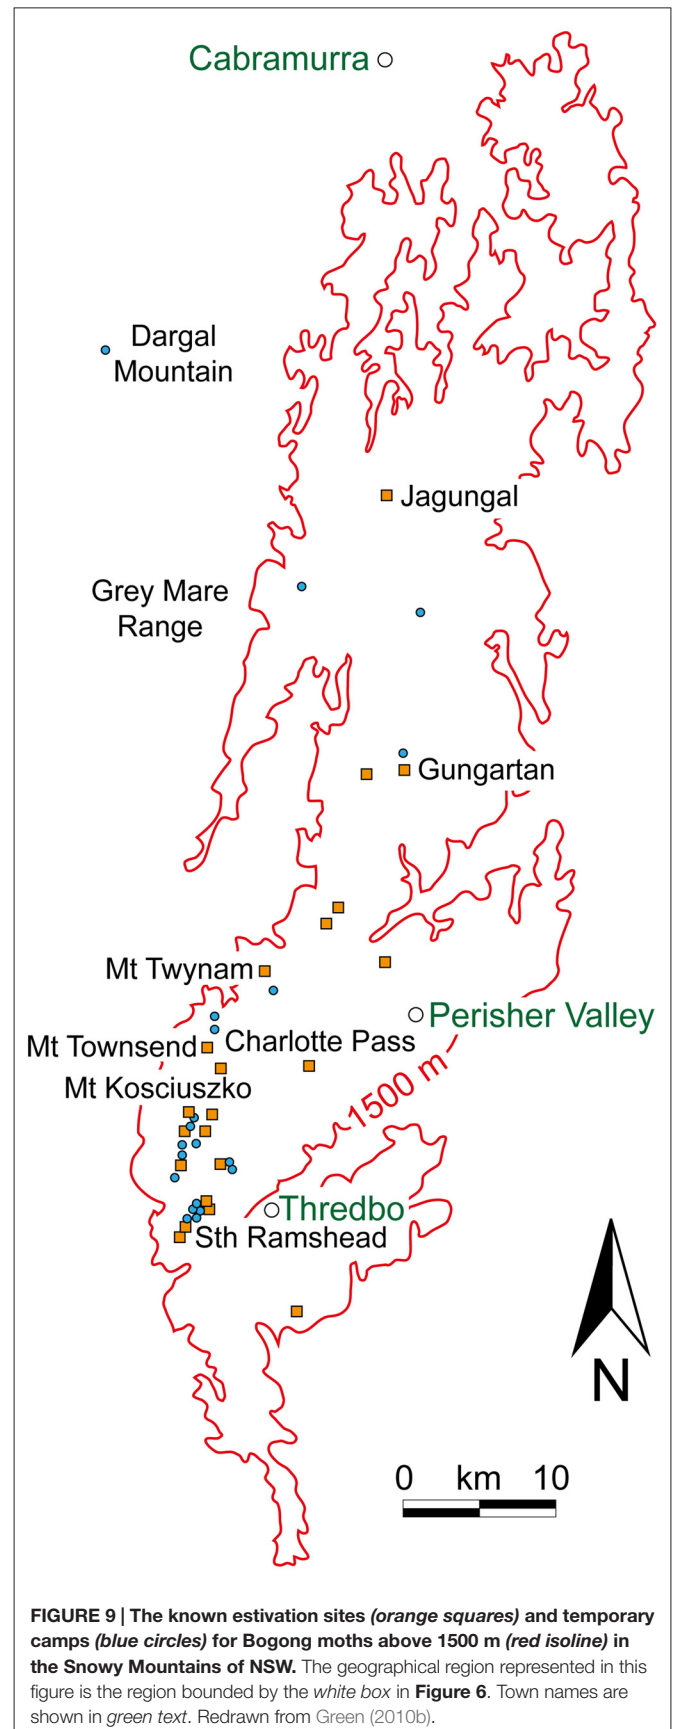 Cabramurra
Dargal
Mountain
Jagungal
Grey Mare
Range
Gungartan
Mt Twynam
Perisher Valley
Mt Townsend
Charlotte Pass
Mt Kosciuszko
1500 m
Thredbo
Sth Ramshead
N
0 km 10
FIGURE 9 | The known estivation sites (orange squares) and temporary
camps (blue circles) for Bogong moths above 1500 m (red isoline) in
the Snowy Mountains of NSW. The geographical region represented in this
figure is the region bounded by the white box in Figure 6. Town names are
shown in green text. Redrawn from Green (2010b).